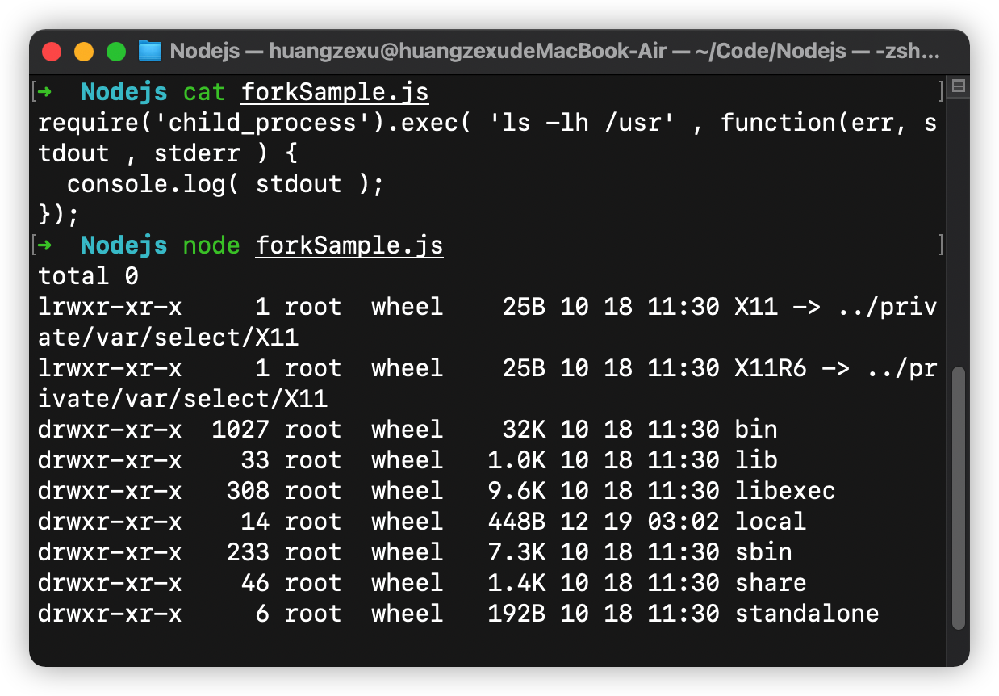 Nodejs — huangzexu@huangzexudeMacBook-Air — ~/Code/Nodejs — -zsh...
[➜  Nodejs cat forkSample.js ]
require('child_process').exec( 'ls -lh /usr' , function(err, s
tdout , stderr ) {
  console.log( stdout );
});
[➜  Nodejs node forkSample.js ]
total 0
lrwxr-xr-x     1 root  wheel    25B 10 18 11:30 X11 -> ../priv
ate/var/select/X11
lrwxr-xr-x     1 root  wheel    25B 10 18 11:30 X11R6 -> ../pr
ivate/var/select/X11
drwxr-xr-x  1027 root  wheel    32K 10 18 11:30 bin
drwxr-xr-x    33 root  wheel   1.0K 10 18 11:30 lib
drwxr-xr-x   308 root  wheel   9.6K 10 18 11:30 libexec
drwxr-xr-x    14 root  wheel   448B 12 19 03:02 local
drwxr-xr-x   233 root  wheel   7.3K 10 18 11:30 sbin
drwxr-xr-x    46 root  wheel   1.4K 10 18 11:30 share
drwxr-xr-x     6 root  wheel   192B 10 18 11:30 standalone